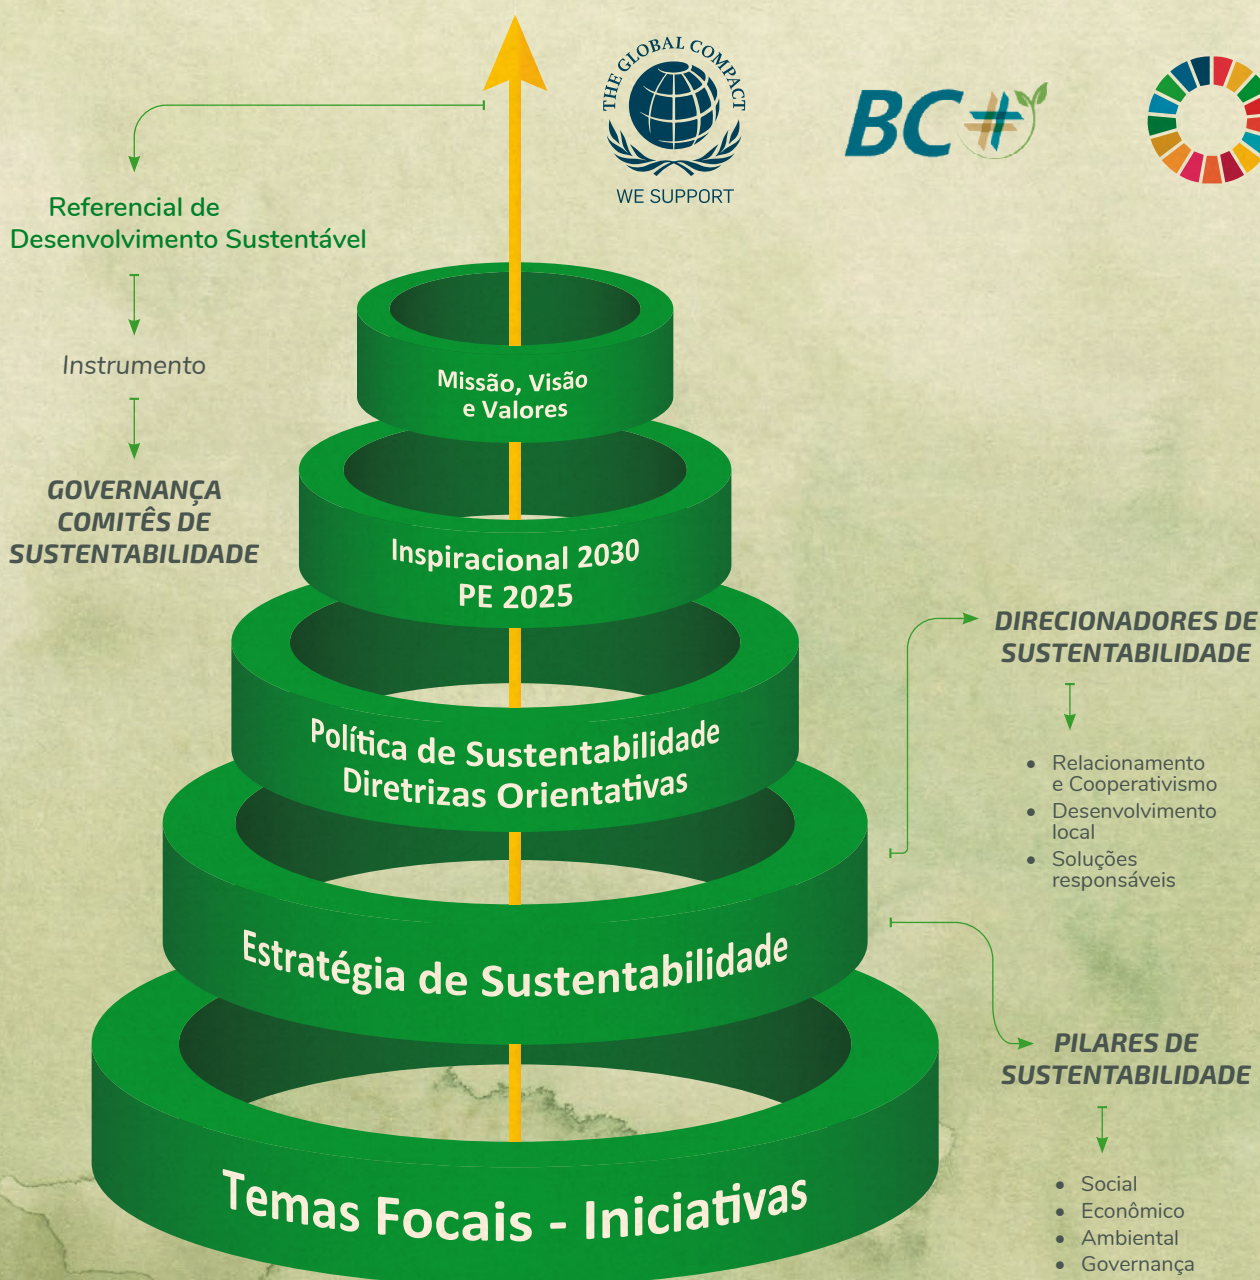 THE GLOBAL COMPACT
WE SUPPORT
BC#
Referencial de
Desenvolvimento Sustentável
Instrumento
GOVERNANÇA
COMITÊS DE
SUSTENTABILIDADE
Missão, Visão
e Valores
Inspiracional 2030
PE 2025
Política de Sustentabilidade
Diretrizas Orientativas
Estratégia de Sustentabilidade
Temas Focais - Iniciativas
DIRECIONADORES DE
SUSTENTABILIDADE
• Relacionamento
e Cooperativismo
• Desenvolvimento
local
• Soluções
responsáveis
PILARES DE
SUSTENTABILIDADE
• Social
• Econômico
• Ambiental
• Governança